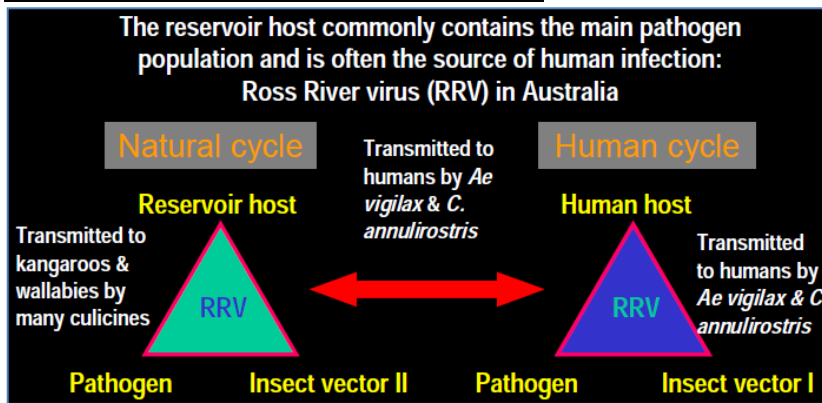 The reservoir host commonly contains the main pathogen
population and is often the source of human infection:
Ross River virus (RRV) in Australia
Natural cycle
Transmitted to
humans by Ae
vigilax & C.
annulirostris
Human cycle
Reservoir host
Human host
Transmitted to
kangaroos &
wallabies by
many culicines
RRV
RRV
Transmitted
to humans by
Ae vigilax & C
annulirostris
Pathogen
Insect vector II
Pathogen
Insect vector I